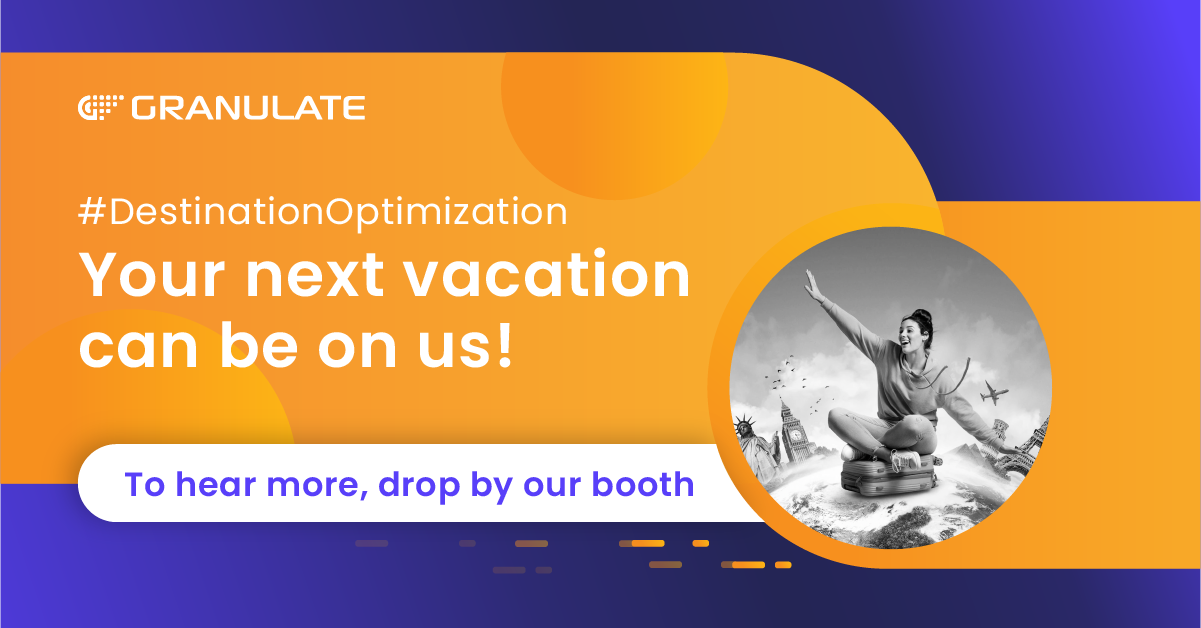 GRANULATE
#DestinationOptimization
Your next vacation
can be on us!
To hear more, drop by our booth